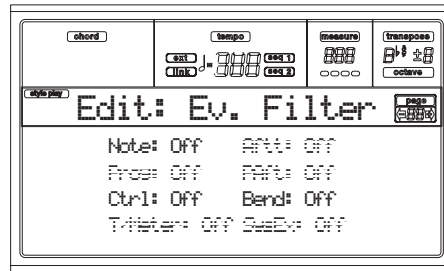 chord tempo measure transpose
ext seq 1
link seq 2
octave
style play page
Edit: Ev. Filter
Note: Off Aftt: Off
Prog: Off PAft: Off
Ctrl: Off Bend: Off
T/Meter: Off SysEx: Off